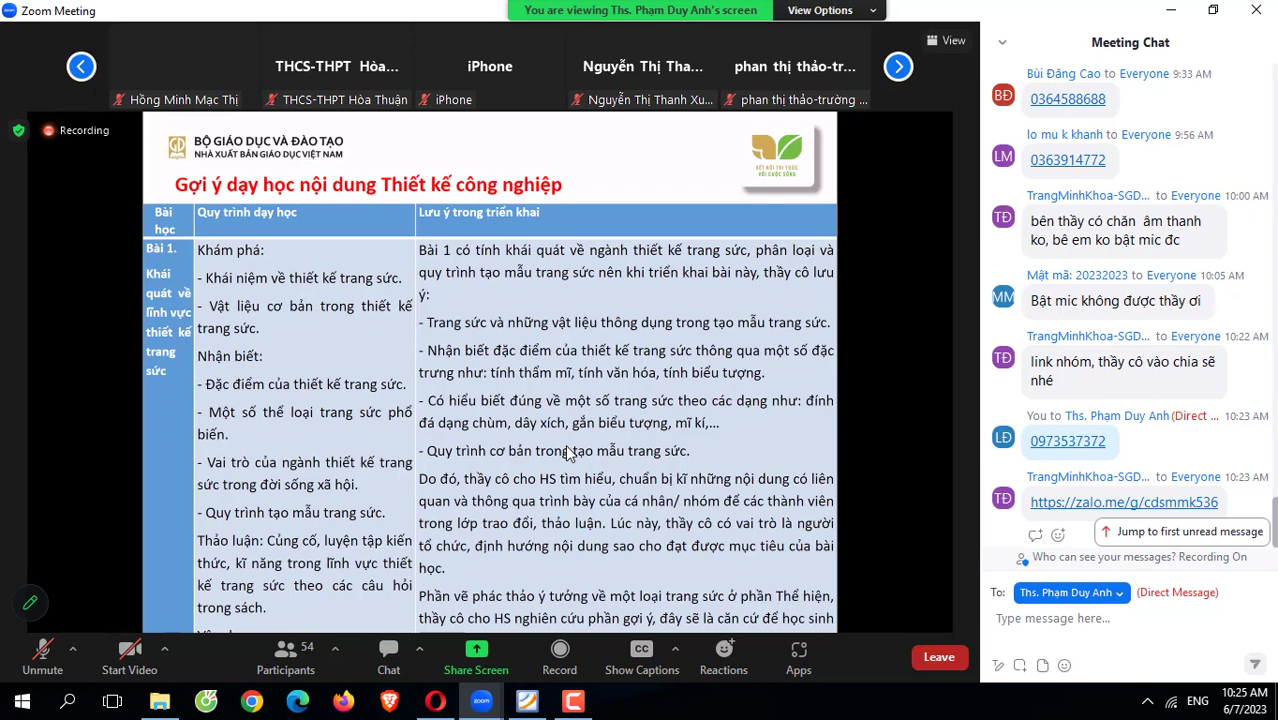 Zoom Meeting
You are viewing Ths. Phạm Duy Anh's screen
View Options
THCS-THPT Hòa...
iPhone
Nguyễn Thị Tha...
phan thị thảo-tr...
View
Hồng Minh Mạc Thị
THCS-THPT Hòa Thuận
iPhone
Nguyễn Thị Thanh Xu...
phan thị thảo-trường ...
Recording
BỘ GIÁO DỤC VÀ ĐÀO TẠO
NHÀ XUẤT BẢN GIÁO DỤC VIỆT NAM
KẾT NỐI TRI THỨC
VỚI CUỘC SỐNG
Gợi ý dạy học nội dung Thiết kế công nghiệp
Bài
học
Quy trình dạy học
Lưu ý trong triển khai
Bài 1.
Khái
quát về
lĩnh vực
thiết kế
trang
sức
Khám phá:
- Khái niệm về thiết kế trang sức.
- Vật liệu cơ bản trong thiết kế
trang sức.
Nhận biết:
- Đặc điểm của thiết kế trang sức.
- Một số thể loại trang sức phổ
biến.
- Vai trò của ngành thiết kế trang
sức trong đời sống xã hội.
- Quy trình tạo mẫu trang sức.
Thảo luận: Củng cố, luyện tập kiến
thức, kĩ năng trong lĩnh vực thiết
kế trang sức theo các câu hỏi
trong sách.
Bài 1 có tính khái quát về ngành thiết kế trang sức, phân loại và
quy trình tạo mẫu trang sức nên khi triển khai bài này, thầy cô lưu
ý:
- Trang sức và những vật liệu thông dụng trong tạo mẫu trang sức.
- Nhận biết đặc điểm của thiết kế trang sức thông qua một số đặc
trưng như: tính thẩm mĩ, tính văn hóa, tính biểu tượng.
- Có hiểu biết đúng về một số trang sức theo các dạng như: đính
đá dạng chùm, dây xích, gắn biểu tượng, mĩ kí,...
- Quy trình cơ bản trong tạo mẫu trang sức.
Do đó, thầy cô cho HS tìm hiểu, chuẩn bị kĩ những nội dung có liên
quan và thông qua trình bày của cá nhân/ nhóm để các thành viên
trong lớp trao đổi, thảo luận. Lúc này, thầy cô có vai trò là người
tổ chức, định hướng nội dung sao cho đạt được mục tiêu của bài
học.
Phần vẽ phác thảo ý tưởng về một loại trang sức ở phần Thể hiện,
thầy cô cho HS nghiên cứu phần gợi ý, đây sẽ là căn cứ để học sinh
Meeting Chat
Bùi Đăng Cao to Everyone 9:33 AM
BĐ
0364588688
lo mu k khanh to Everyone 9:56 AM
LM
0363914772
TrangMinhKhoa-SGD... to Everyone 10:00 AM
TĐ
bên thầy có chăn âm thanh
ko, bê em ko bật mic đc
Mật mã: 20232023 to Everyone 10:05 AM
MM
Bật mic không được thầy ơi
TrangMinhKhoa-SGD... to Everyone 10:22 AM
TĐ
link nhóm, thầy cô vào chia sẽ
nhé
You to Ths. Phạm Duy Anh (Direct ... 10:23 AM
LĐ
0973537372
TrangMinhKhoa-SGD... to Everyone 10:23 AM
TĐ
https://zalo.me/g/cdsmmk536
Jump to first unread message
Who can see your messages? Recording On
To: Ths. Phạm Duy Anh (Direct Message)
Type message here...
Unmute
Start Video
54
Participants
Chat
Share Screen
Record
CC
Show Captions
Reactions
Apps
Leave
zoom
ENG
10:25 AM
6/7/2023